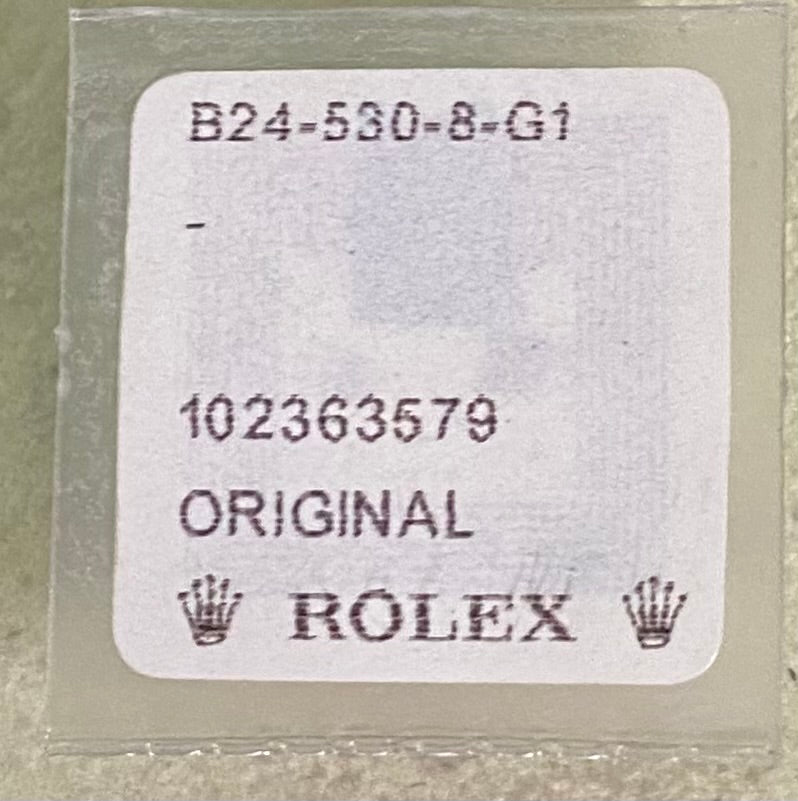 B24-530-8-G1
-
102363579
ORIGINAL
ROLEX